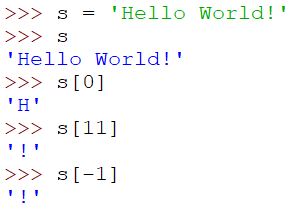 >>> s = 'Hello World!'
>>> s
'Hello World!'
>>> s[0]
'H'
>>> s[11]
'!'
>>> s[-1]
'!'